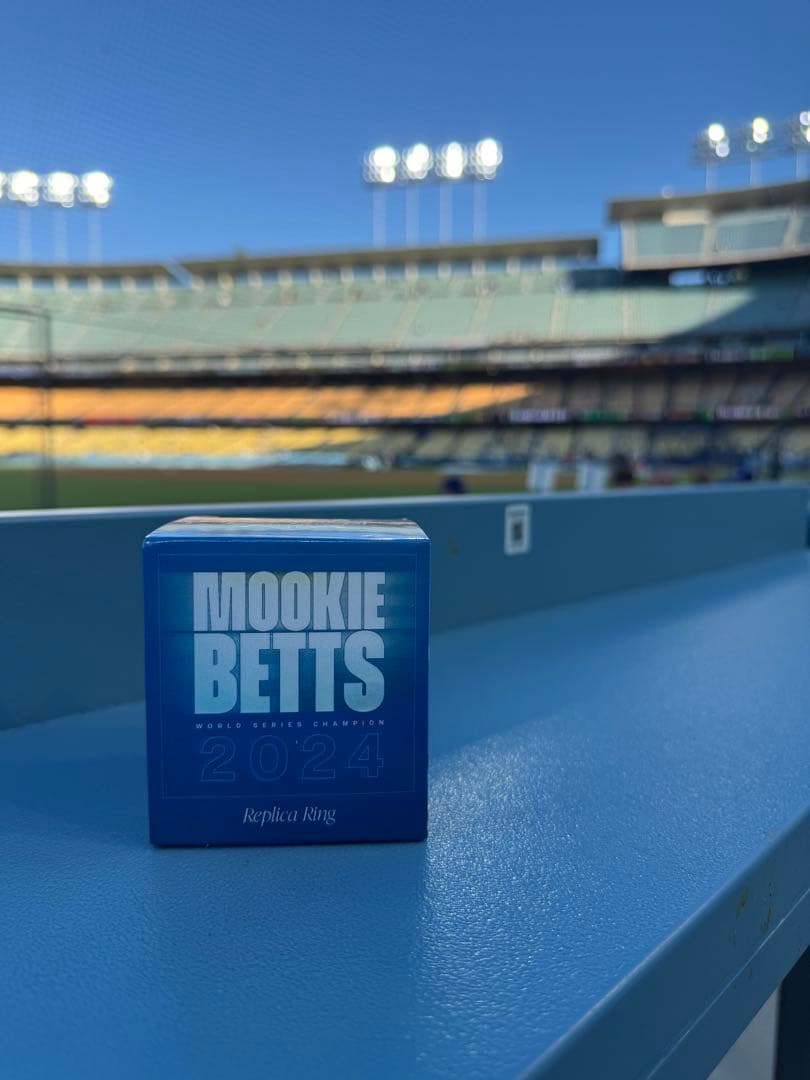 MOOKIE
BETTS
WORLD SERIES CHAMPION
2024
Replica Ring